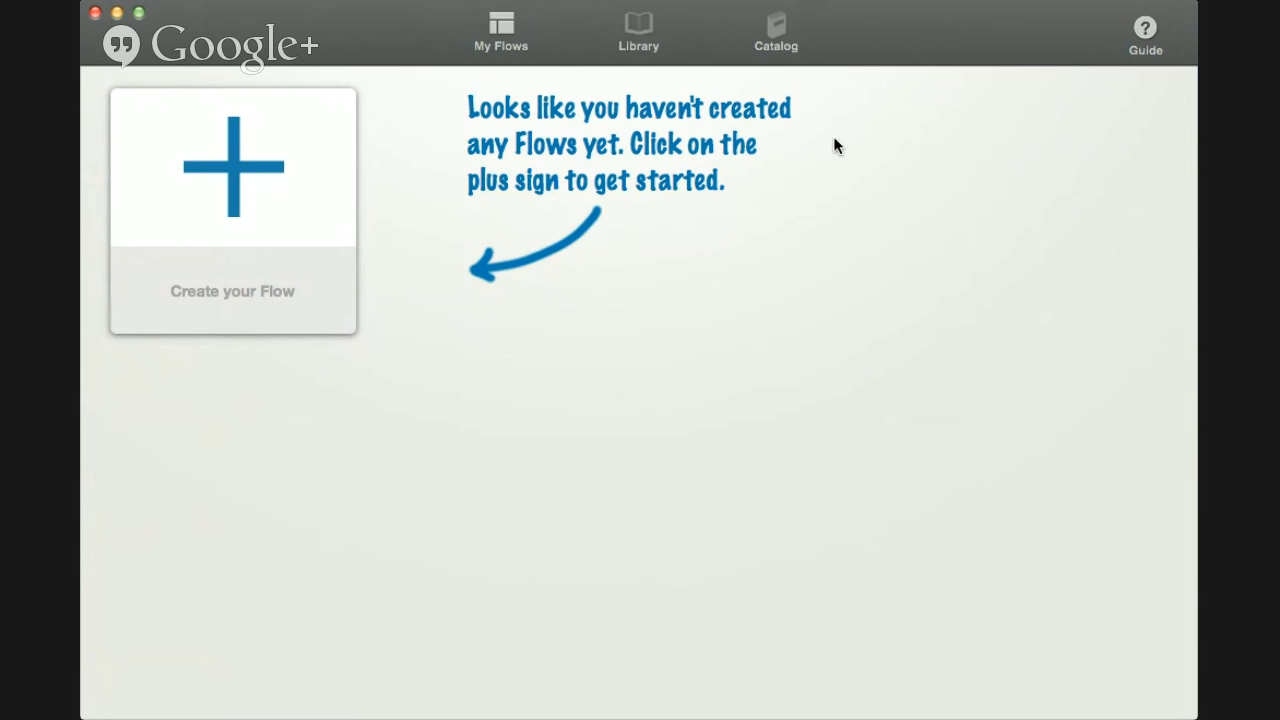 Google+
My Flows
Library
Catalog
Guide
Looks like you haven't created
any Flows yet. Click on the
plus sign to get started.
Create your Flow